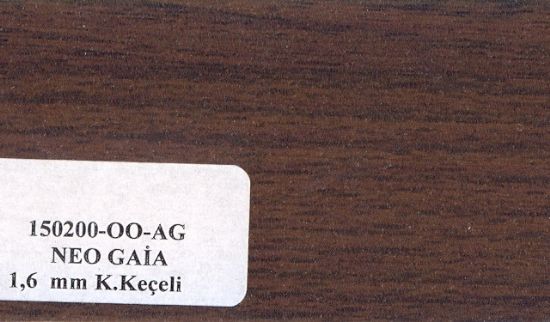 150200-OO-AG
NEO GAİA
1,6 mm K.Keçeli